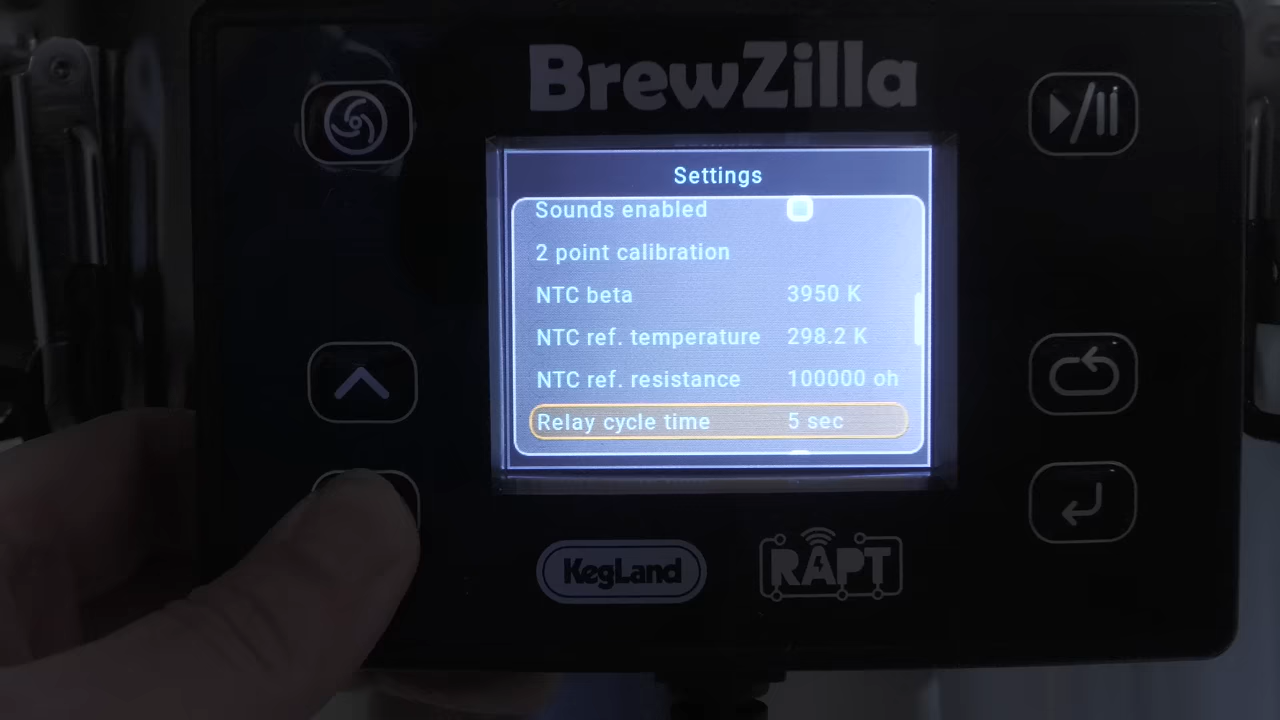 BrewZilla
Settings
Sounds enabled
2 point calibration
NTC beta 3950 K
NTC ref. temperature 298.2 K
NTC ref. resistance 100000 oh
Relay cycle time 5 sec
KegLand
RAPT